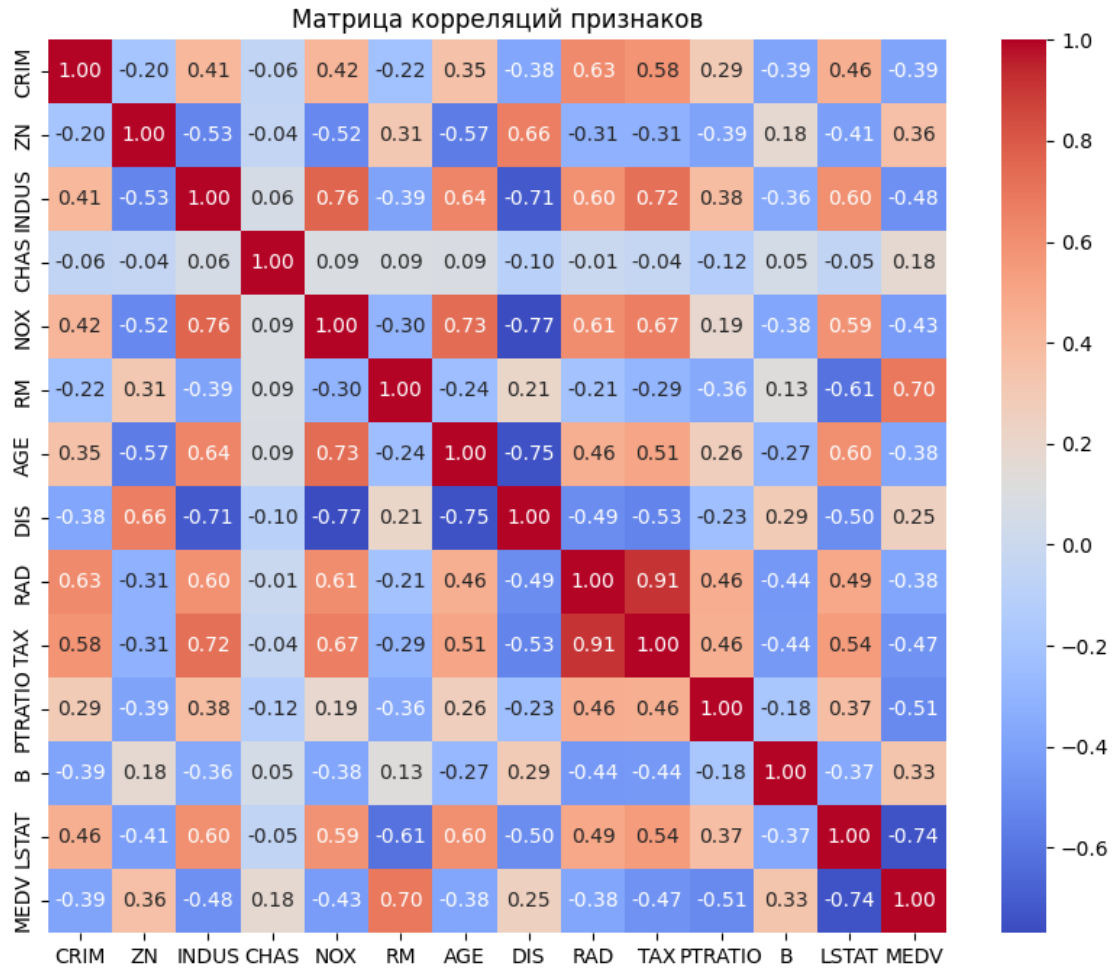 Матрица корреляций признаков
CRIM 1.00 -0.20 0.41 -0.06 0.42 -0.22 0.35 -0.38 0.63 0.58 0.29 -0.39 0.46 -0.39
ZN -0.20 1.00 -0.53 -0.04 -0.52 0.31 -0.57 0.66 -0.31 -0.31 -0.39 0.18 -0.41 0.36
INDUS 0.41 -0.53 1.00 0.06 0.76 -0.39 0.64 -0.71 0.60 0.72 0.38 -0.36 0.60 -0.48
CHAS -0.06 -0.04 0.06 1.00 0.09 0.09 0.09 -0.10 -0.01 -0.04 -0.12 0.05 -0.05 0.18
NOX 0.42 -0.52 0.76 0.09 1.00 -0.30 0.73 -0.77 0.61 0.67 0.19 -0.38 0.59 -0.43
RM -0.22 0.31 -0.39 0.09 -0.30 1.00 -0.24 0.21 -0.21 -0.29 -0.36 0.13 -0.61 0.70
AGE 0.35 -0.57 0.64 0.09 0.73 -0.24 1.00 -0.75 0.46 0.51 0.26 -0.27 0.60 -0.38
DIS -0.38 0.66 -0.71 -0.10 -0.77 0.21 -0.75 1.00 -0.49 -0.53 -0.23 0.29 -0.50 0.25
RAD 0.63 -0.31 0.60 -0.01 0.61 -0.21 0.46 -0.49 1.00 0.91 0.46 -0.44 0.49 -0.38
TAX 0.58 -0.31 0.72 -0.04 0.67 -0.29 0.51 -0.53 0.91 1.00 0.46 -0.44 0.54 -0.47
PTRATIO 0.29 -0.39 0.38 -0.12 0.19 -0.36 0.26 -0.23 0.46 0.46 1.00 -0.18 0.37 -0.51
B -0.39 0.18 -0.36 0.05 -0.38 0.13 -0.27 0.29 -0.44 -0.44 -0.18 1.00 -0.37 0.33
LSTAT 0.46 -0.41 0.60 -0.05 0.59 -0.61 0.60 -0.50 0.49 0.54 0.37 -0.37 1.00 -0.74
MEDV -0.39 0.36 -0.48 0.18 -0.43 0.70 -0.38 0.25 -0.38 -0.47 -0.51 0.33 -0.74 1.00
CRIM ZN INDUS CHAS NOX RM AGE DIS RAD TAX PTRATIO B LSTAT MEDV
1.0
0.8
0.6
0.4
0.2
0.0
−0.2
−0.4
−0.6